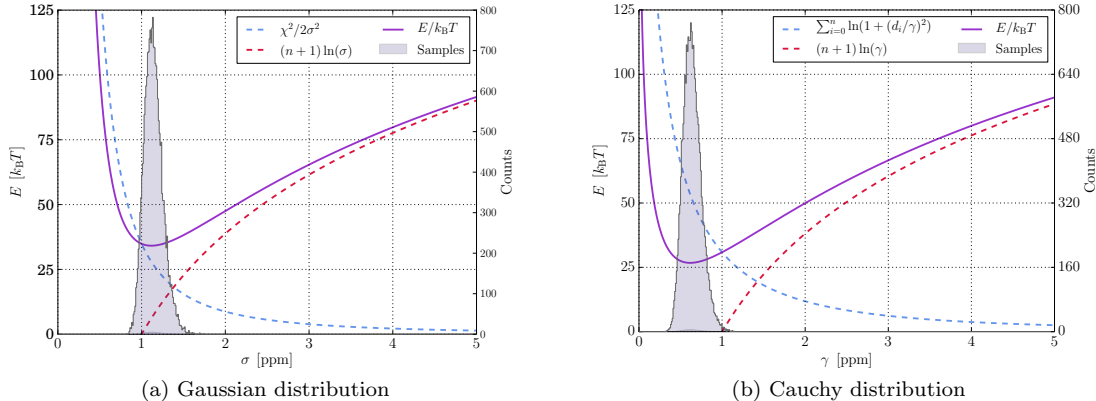 χ²/2σ²
(n + 1) ln(σ)
E/k_BT
Samples
E [k_BT]
125
100
75
50
25
0
0 1 2 3 4 5
σ [ppm]
800
700
600
500
400
300
200
100
0
Counts
(a) Gaussian distribution
∑ⁿᵢ₌₀ ln(1 + (dᵢ/γ)²)
(n + 1) ln(γ)
E/k_BT
Samples
E [k_BT]
125
100
75
50
25
0
0 1 2 3 4 5
γ [ppm]
800
640
480
320
160
0
Counts
(b) Cauchy distribution